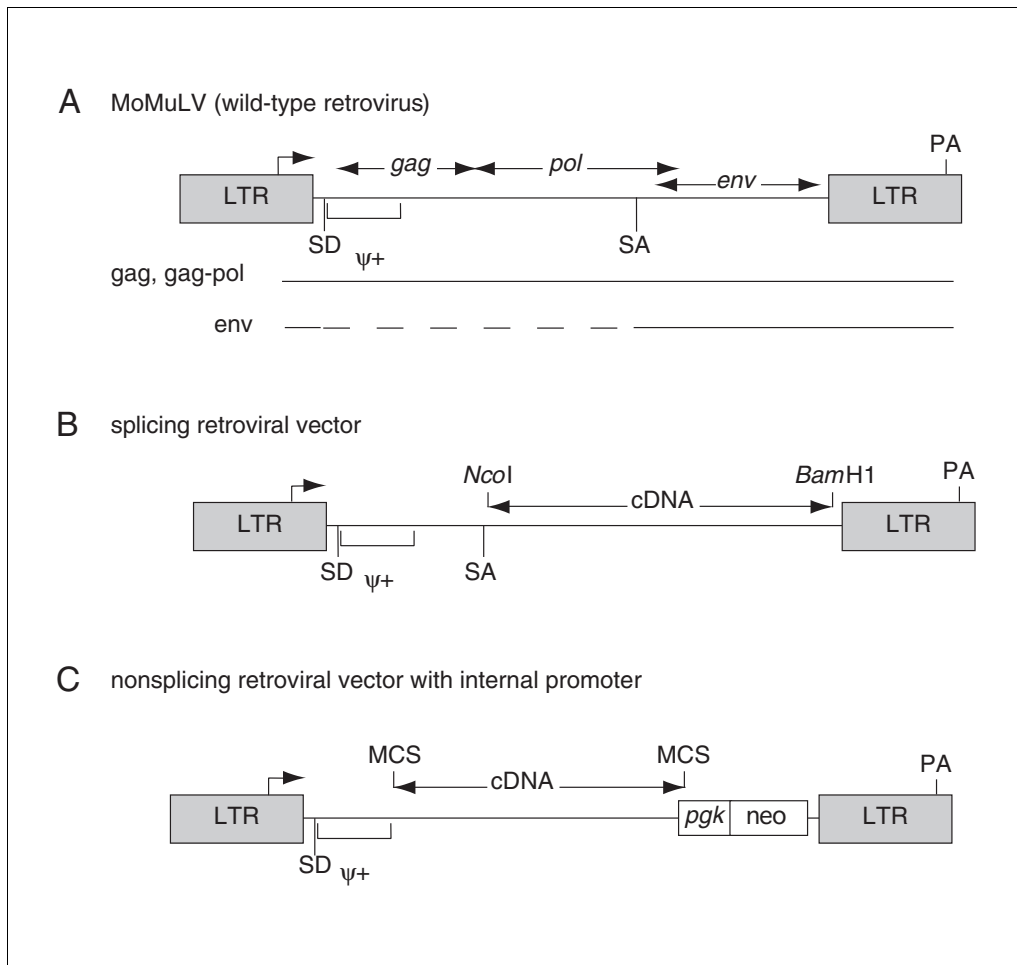 A MoMuLV (wild-type retrovirus)
PA
gag pol
env
LTR LTR
SD SA
ψ+
gag, gag-pol
env
B splicing retroviral vector
NcoI BamH1 PA
cDNA
LTR LTR
SD SA
ψ+
C nonsplicing retroviral vector with internal promoter
MCS MCS PA
cDNA
LTR pgk neo LTR
SD
ψ+